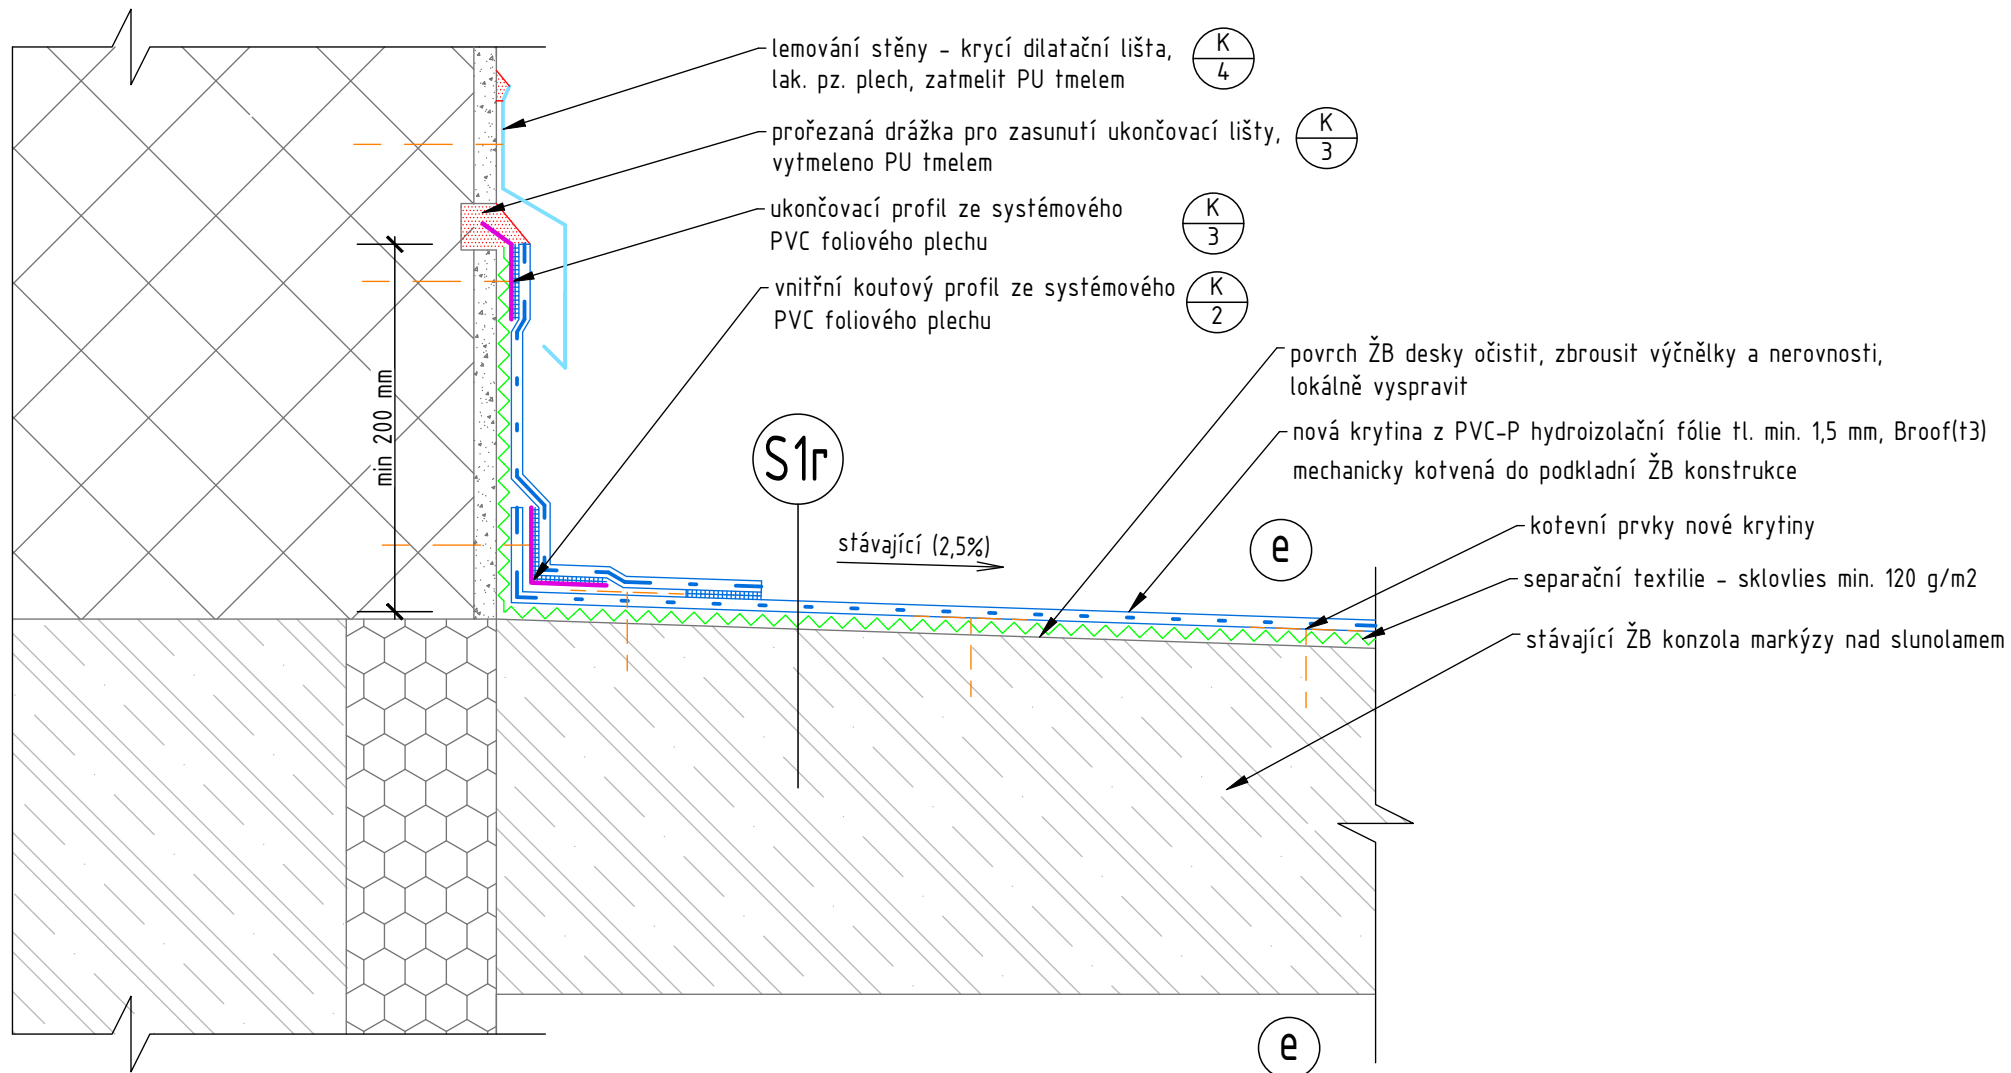 lemování stěny - krycí dilatační lišta,
lak. pz. plech, zatmelit PU tmelem
K
4
prořezaná drážka pro zasunutí ukončovací lišty,
vytmeleno PU tmelem
K
3
ukončovací profil ze systémového
PVC foliového plechu
K
3
vnitřní koutový profil ze systémového
PVC foliového plechu
K
2
min 200 mm
S1r
stávající (2,5%)
povrch ŽB desky očistit, zbrousit výčnělky a nerovnosti,
lokálně vyspravit
nová krytina z PVC-P hydroizolační fólie tl. min. 1,5 mm, Broof(t3)
mechanicky kotvená do podkladní ŽB konstrukce
e
kotevní prvky nové krytiny
separační textilie - sklovlies min. 120 g/m2
stávající ŽB konzola markýzy nad slunolamem
e